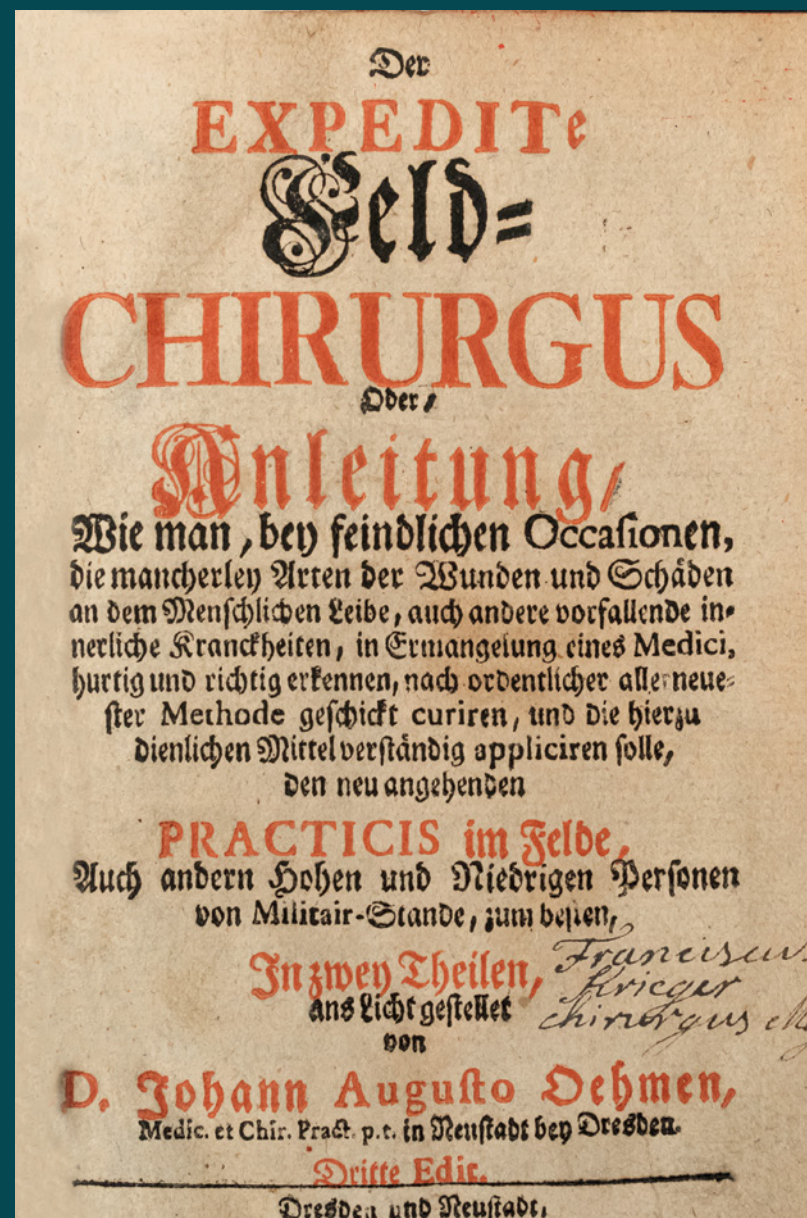 Der
EXPEDITe
Feld=
CHIRURGUS
Oder,
Anleitung,
Wie man, bey feindlichen Occasionen,
die mancherley Arten der Wunden und Schäden
an dem Menschlichen Leibe, auch andere vorfallende in-
nerliche Kranckheiten, in Ermangelung eines Medici,
hurtig und richtig erkennen, nach ordentlicher allerneue-
ster Methode geschickt curiren, und die hierzu
dienlichen Mittel verständig appliciren solle,
den neu angehenden
PRACTICIS im Felde,
Auch andern Hohen und Niedrigen Personen
von Militair-Stande, zum besten,
In zwey Theilen,
ans Licht gestellet
von
D. Johann Augusto Oehmen,
Medic. et Chir. Pract. p.t. in Neustadt bey Dresden.
Dritte Edit.
Dresden und Neustadt,
Franciscus
Krieger
chirurgus